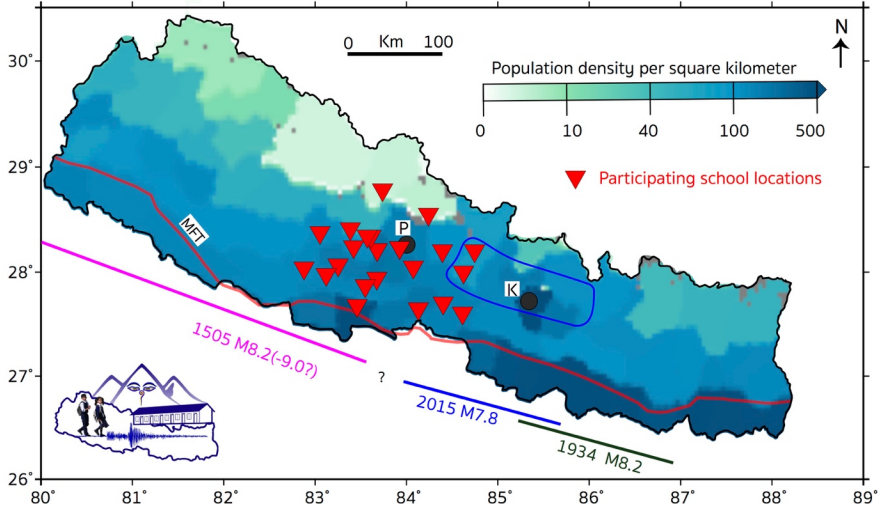 N
0 Km 100
Population density per square kilometer
0 10 40 100 500
Participating school locations
30°
29°
28°
27°
26°
MFT
P
K
1505 M8.2(-9.0?)
?
2015 M7.8
1934 M8.2
80° 81° 82° 83° 84° 85° 86° 87° 88° 89°